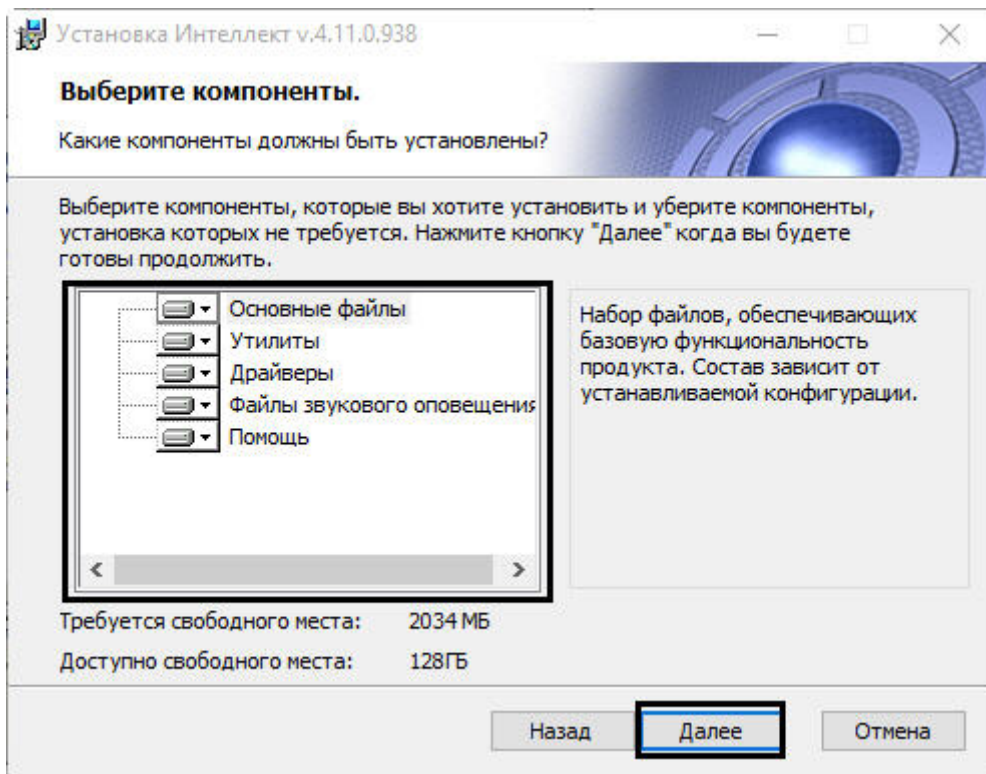 Установка Интеллект v.4.11.0.938
Выберите компоненты.
Какие компоненты должны быть установлены?
Выберите компоненты, которые вы хотите установить и уберите компоненты,
установка которых не требуется. Нажмите кнопку "Далее" когда вы будете
готовы продолжить.
Основные файлы
Утилиты
Драйверы
Файлы звукового оповещения
Помощь
Набор файлов, обеспечивающих
базовую функциональность
продукта. Состав зависит от
устанавливаемой конфигурации.
Требуется свободного места: 2034 МБ
Доступно свободного места: 128ГБ
Назад Далее Отмена